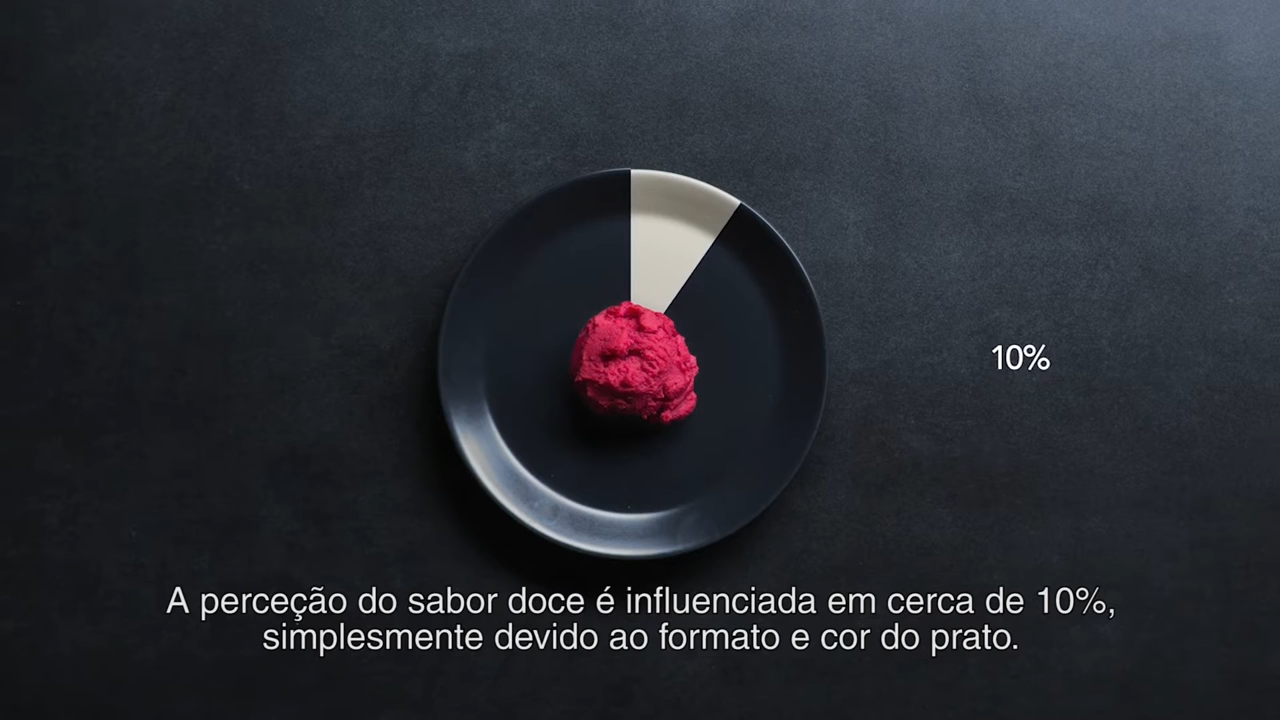 10%
A perceção do sabor doce é influenciada em cerca de 10%,
simplesmente devido ao formato e cor do prato.